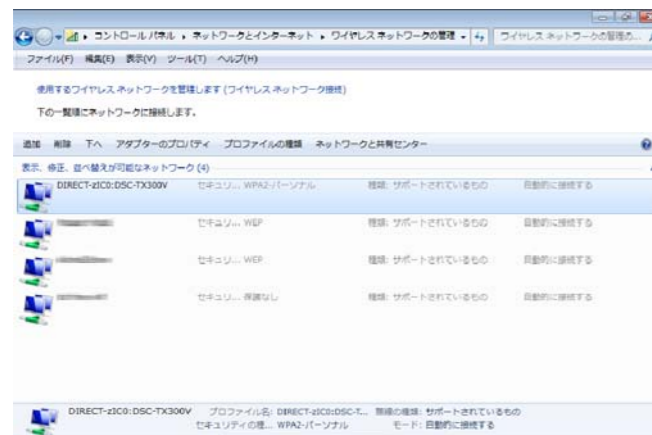 コントロール パネル ▸ ネットワークとインターネット ▸ ワイヤレス ネットワークの管理
ワイヤレス ネットワークの管理の...
ファイル(F) 編集(E) 表示(V) ツール(T) ヘルプ(H)
使用するワイヤレス ネットワークを管理します (ワイヤレス ネットワーク接続)
下の一覧順にネットワークに接続します。
追加 削除 下へ アダプターのプロパティ プロファイルの種類 ネットワークと共有センター
表示、修正、並べ替えが可能なネットワーク (4)
DIRECT-zIC0:DSC-TX300V セキュリ... WPA2-パーソナル 種類: サポートされているもの 自動的に接続する
セキュリ... WEP 種類: サポートされているもの 自動的に接続する
セキュリ... WEP 種類: サポートされているもの 自動的に接続する
セキュリ... 保護なし 種類: サポートされているもの 自動的に接続する
DIRECT-zIC0:DSC-TX300V プロファイル名: DIRECT-zIC0:DSC-T... 無線の種類: サポートされているもの
セキュリティの種... WPA2-パーソナル モード: 自動的に接続する